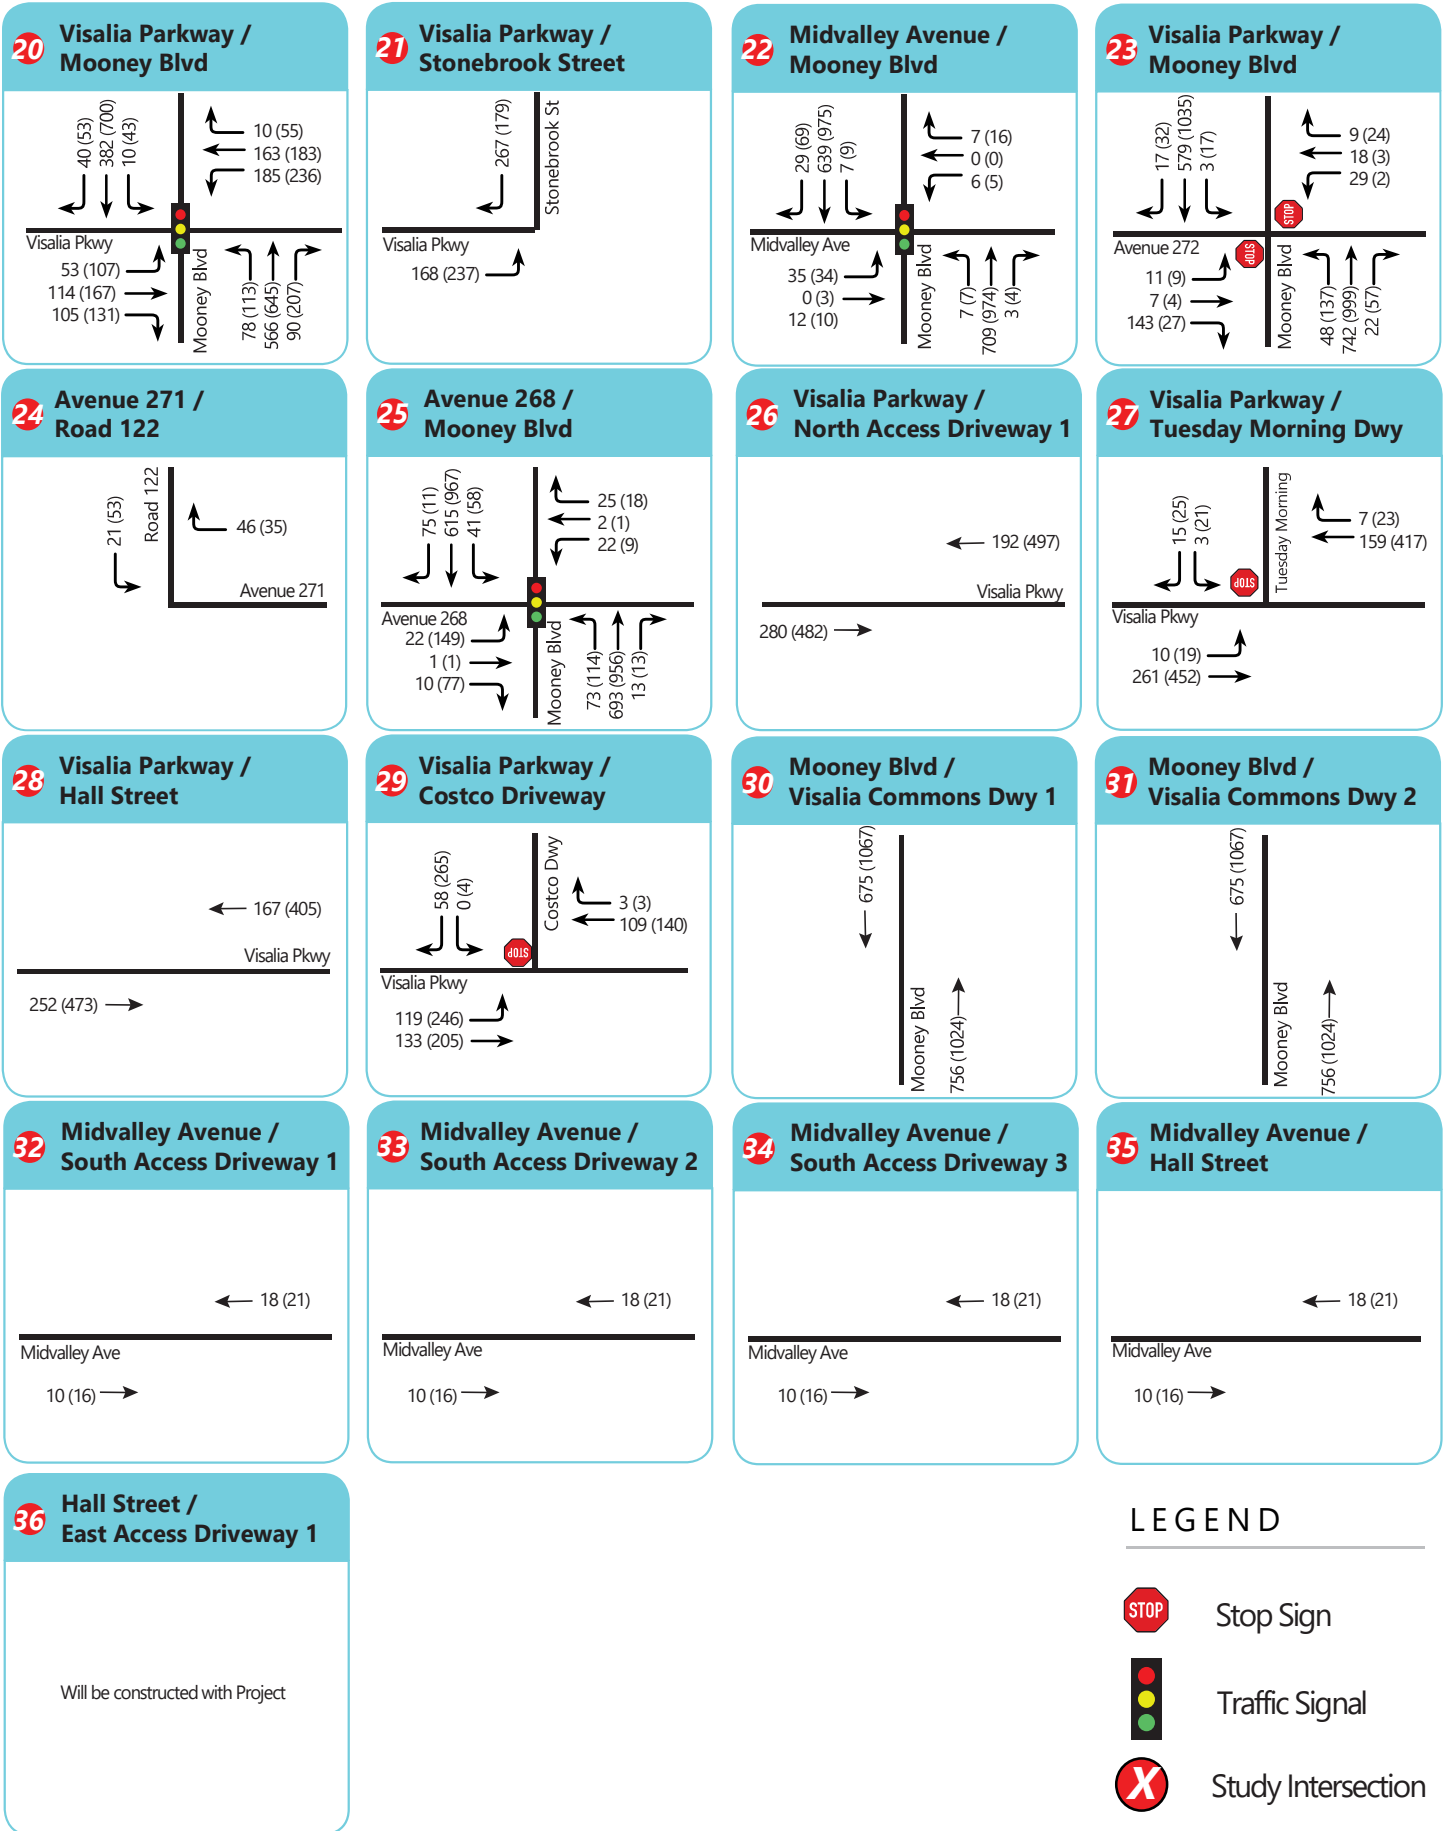 20
Visalia Parkway /
Mooney Blvd
40 (53)
382 (700)
10 (43)
10 (55)
163 (183)
185 (236)
Visalia Pkwy
53 (107)
114 (167)
105 (131)
Mooney Blvd
78 (113)
566 (645)
90 (207)
21
Visalia Parkway /
Stonebrook Street
267 (179)
Stonebrook St
Visalia Pkwy
168 (237)
22
Midvalley Avenue /
Mooney Blvd
29 (69)
639 (975)
7 (9)
7 (16)
0 (0)
6 (5)
Midvalley Ave
35 (34)
0 (3)
12 (10)
Mooney Blvd
7 (7)
709 (974)
3 (4)
23
Visalia Parkway /
Mooney Blvd
17 (32)
579 (1035)
3 (17)
9 (24)
18 (3)
29 (2)
STOP
Avenue 272
STOP
11 (9)
7 (4)
143 (27)
Mooney Blvd
48 (137)
742 (999)
22 (57)
24
Avenue 271 /
Road 122
21 (53)
Road 122
46 (35)
Avenue 271
25
Avenue 268 /
Mooney Blvd
75 (11)
615 (967)
41 (58)
25 (18)
2 (1)
22 (9)
Avenue 268
22 (149)
1 (1)
10 (77)
Mooney Blvd
73 (114)
693 (956)
13 (13)
26
Visalia Parkway /
North Access Driveway 1
192 (497)
Visalia Pkwy
280 (482)
27
Visalia Parkway /
Tuesday Morning Dwy
15 (25)
3 (21)
STOP
Tuesday Morning
7 (23)
159 (417)
Visalia Pkwy
10 (19)
261 (452)
28
Visalia Parkway /
Hall Street
167 (405)
Visalia Pkwy
252 (473)
29
Visalia Parkway /
Costco Driveway
58 (265)
0 (4)
STOP
Costco Dwy
3 (3)
109 (140)
Visalia Pkwy
119 (246)
133 (205)
30
Mooney Blvd /
Visalia Commons Dwy 1
675 (1067)
Mooney Blvd
756 (1024)
31
Mooney Blvd /
Visalia Commons Dwy 2
675 (1067)
Mooney Blvd
756 (1024)
32
Midvalley Avenue /
South Access Driveway 1
18 (21)
Midvalley Ave
10 (16)
33
Midvalley Avenue /
South Access Driveway 2
18 (21)
Midvalley Ave
10 (16)
34
Midvalley Avenue /
South Access Driveway 3
18 (21)
Midvalley Ave
10 (16)
35
Midvalley Avenue /
Hall Street
18 (21)
Midvalley Ave
10 (16)
36
Hall Street /
East Access Driveway 1
Will be constructed with Project
LEGEND
STOP
Stop Sign
Traffic Signal
X
Study Intersection